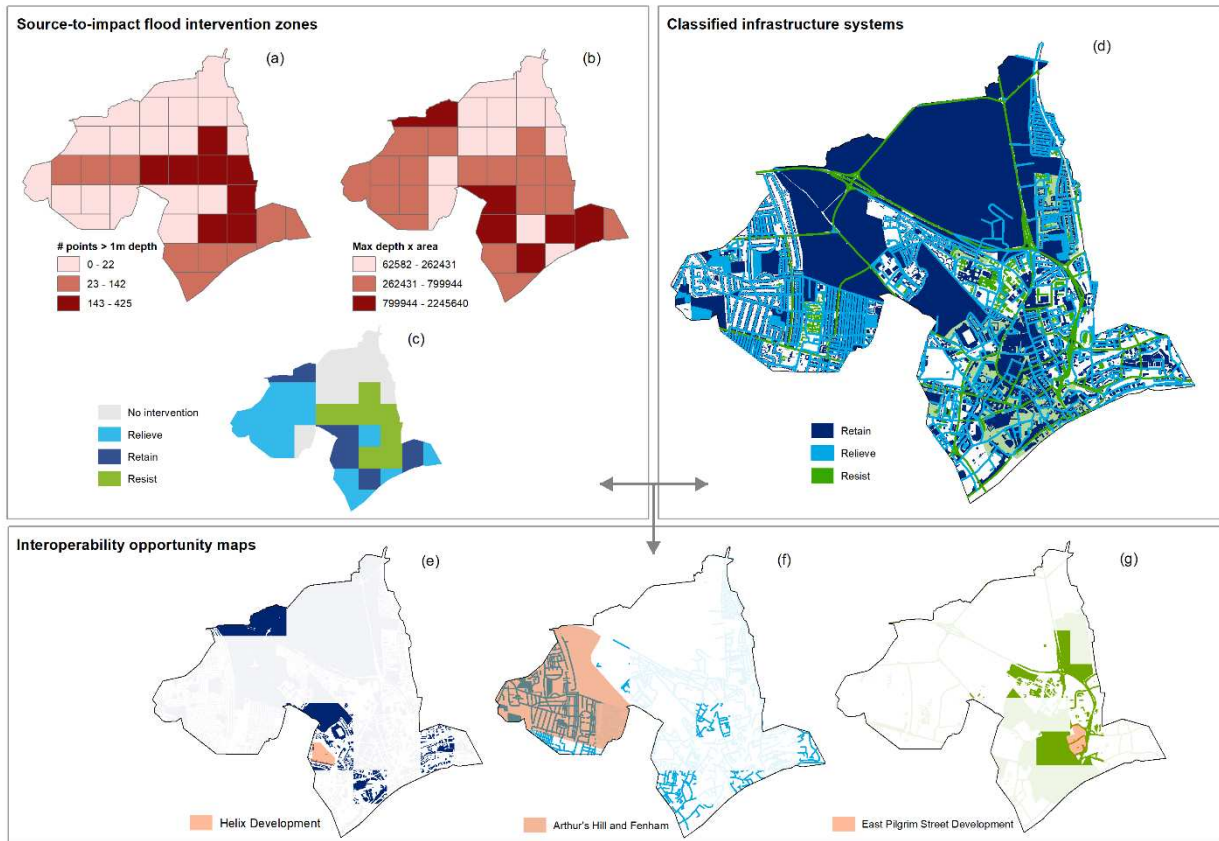 Source-to-impact flood intervention zones
(a)
(b)
# points > 1m depth
0 - 22
23 - 142
143 - 425
Max depth x area
62582 - 262431
262431 - 799944
799944 - 2245640
(c)
No intervention
Relieve
Retain
Resist
Classified infrastructure systems
(d)
Retain
Relieve
Resist
Interoperability opportunity maps
(e)
(f)
(g)
Helix Development
Arthur's Hill and Fenham
East Pilgrim Street Development